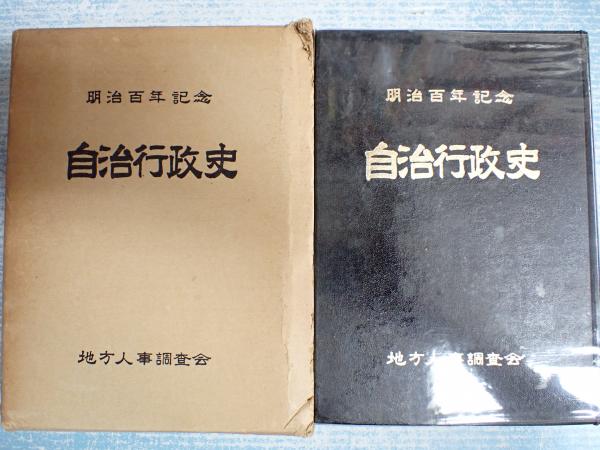 明治百年記念
自治行政史
地方人事調査会
明治百年記念
自治行政史
地方人事調査会